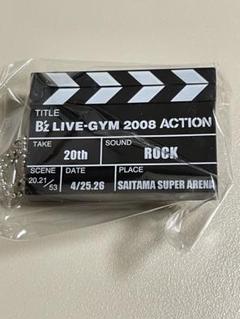 TITLE
B'z LIVE-GYM 2008 ACTION
TAKE SOUND
20th ROCK
SCENE DATE PLACE
20.21/53 4/25.26 SAITAMA SUPER ARENA